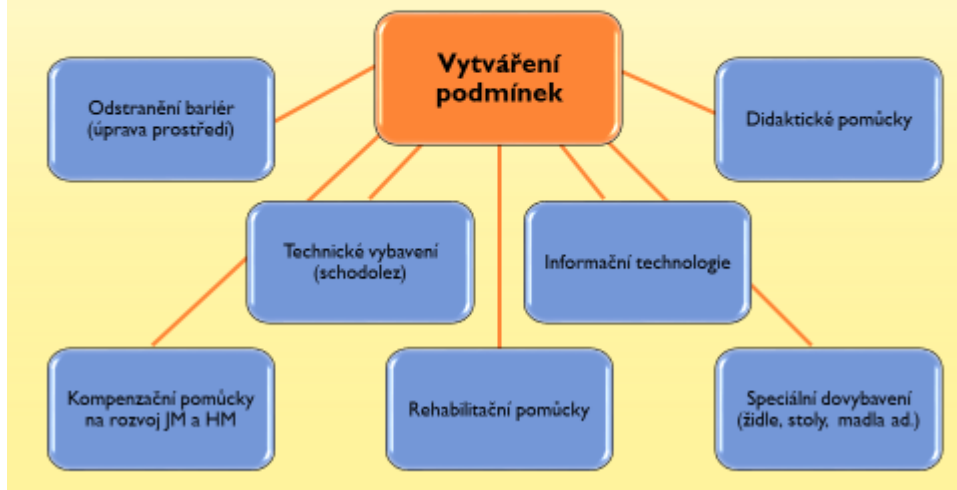 Vytváření
podmínek
Odstranění bariér
(úprava prostředí)
Didaktické pomůcky
Technické vybavení
(schodolez)
Informační technologie
Kompenzační pomůcky
na rozvoj JM a HM
Rehabilitační pomůcky
Speciální dovybavení
(židle, stoly, madla ad.)